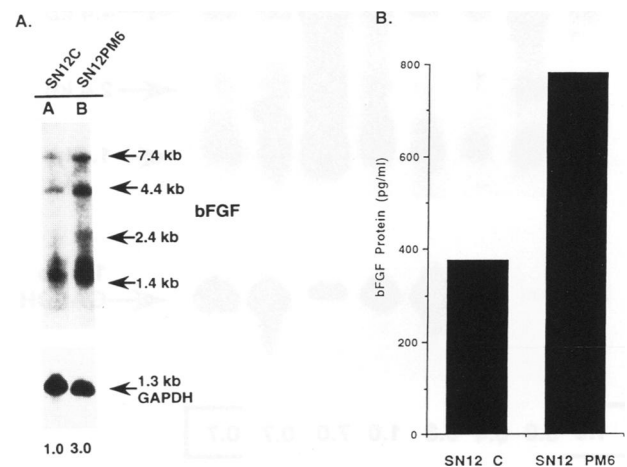 A.
SN12C
SN12PM6
A B
7.4 kb
4.4 kb
bFGF
2.4 kb
1.4 kb
1.3 kb
GAPDH
1.0 3.0
B.
bFGF Protein (pg/ml)
800
600
400
200
0
SN12 C
SN12 PM6